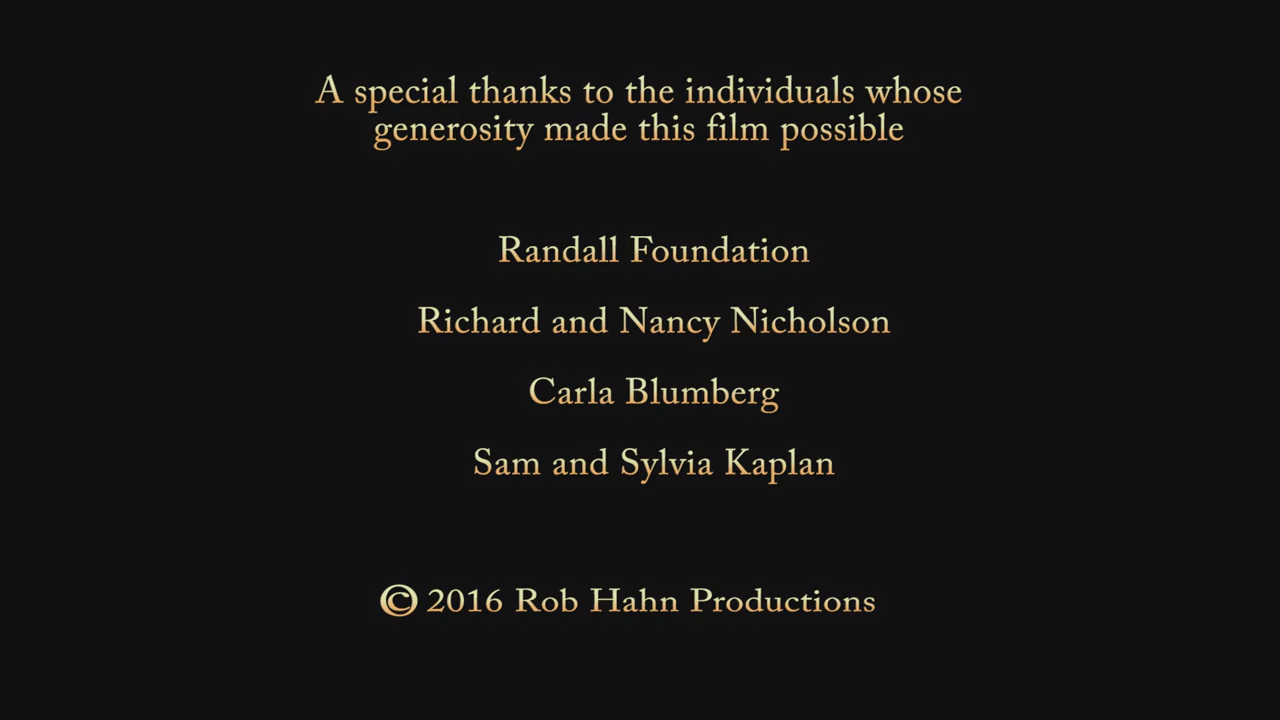 A special thanks to the individuals whose
generosity made this film possible
Randall Foundation
Richard and Nancy Nicholson
Carla Blumberg
Sam and Sylvia Kaplan
© 2016 Rob Hahn Productions